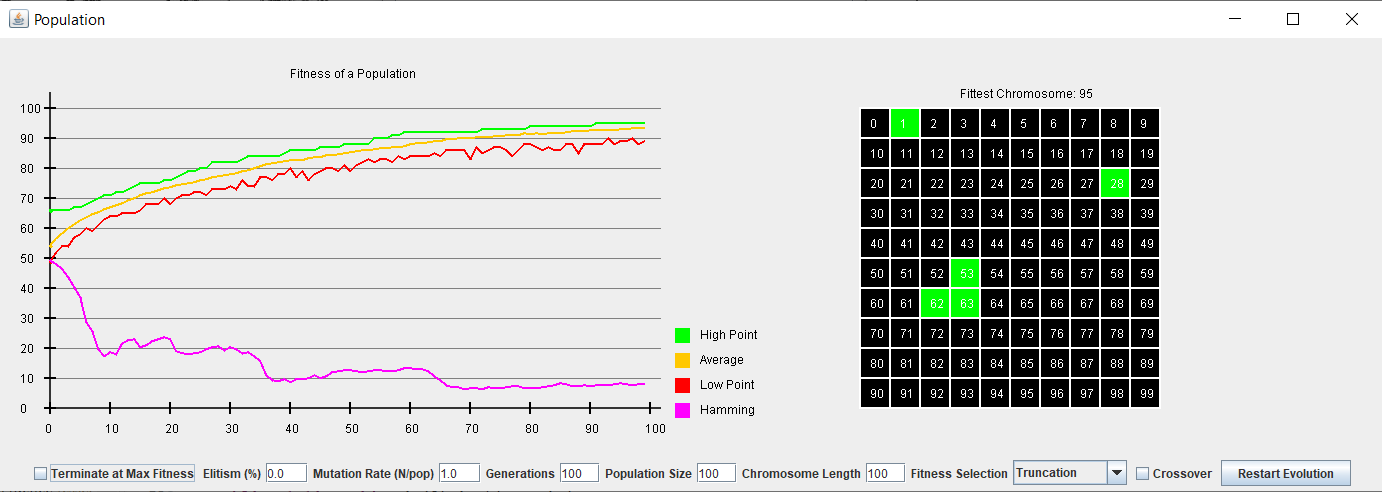 Population
Fitness of a Population
100
90
80
70
60
50
40
30
20
10
0
0 10 20 30 40 50 60 70 80 90 100
High Point
Average
Low Point
Hamming
Fittest Chromosome: 95
0 1 2 3 4 5 6 7 8 9
10 11 12 13 14 15 16 17 18 19
20 21 22 23 24 25 26 27 28 29
30 31 32 33 34 35 36 37 38 39
40 41 42 43 44 45 46 47 48 49
50 51 52 53 54 55 56 57 58 59
60 61 62 63 64 65 66 67 68 69
70 71 72 73 74 75 76 77 78 79
80 81 82 83 84 85 86 87 88 89
90 91 92 93 94 95 96 97 98 99
Terminate at Max Fitness Elitism (%) 0.0 Mutation Rate (N/pop) 1.0 Generations 100 Population Size 100 Chromosome Length 100 Fitness Selection Truncation Crossover Restart Evolution